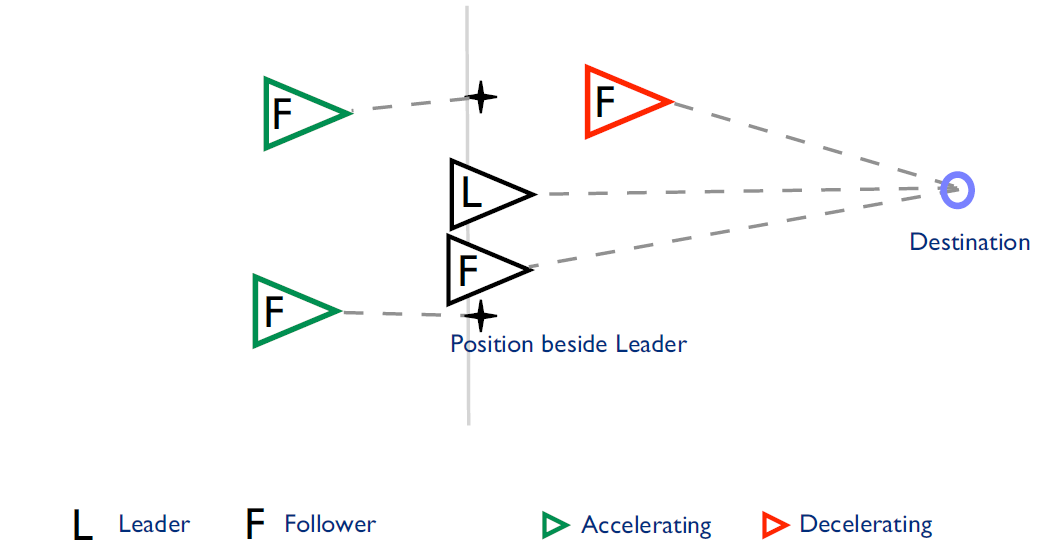 F
F
L
Destination
F
F
Position beside Leader
L Leader F Follower Accelerating Decelerating